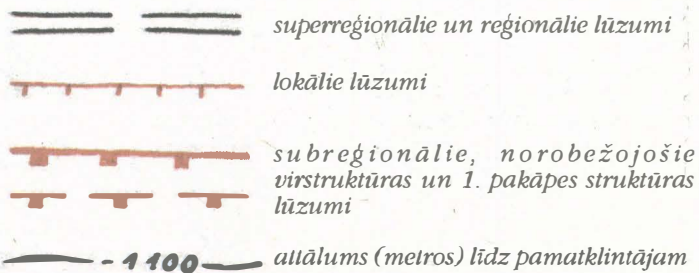 superreģionālie un reģionālie lūzumi
lokālie lūzumi
subreģionālie, norobežojošie
virstruktūras un 1. pakāpes struktūras
lūzumi
-1100
attālums (metros) līdz pamatklintājam